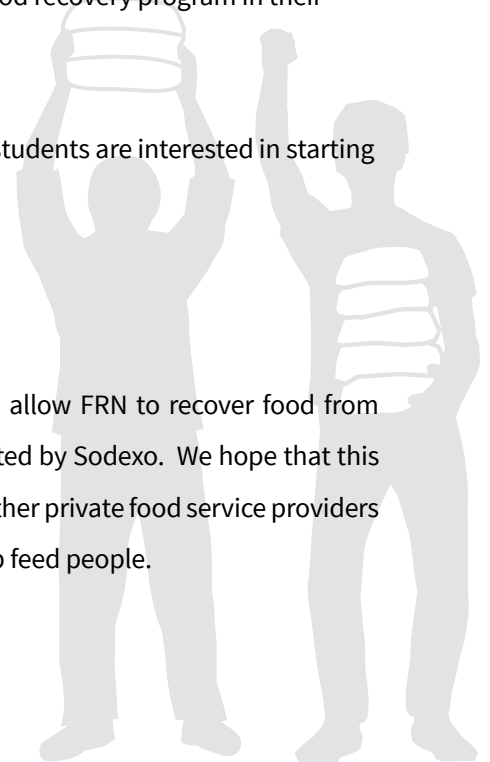 od recovery program in their
students are interested in starting
allow FRN to recover food from
ted by Sodexo. We hope that this
ther private food service providers
o feed people.